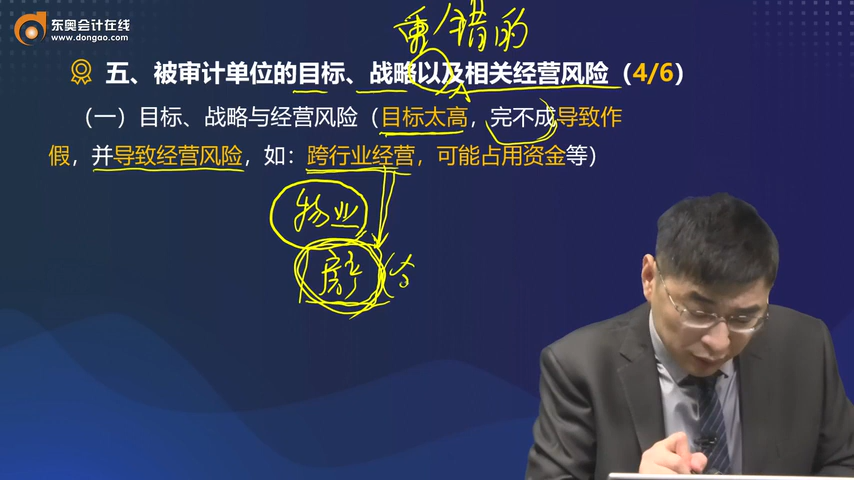 东奥会计在线
www.dongao.com
重错的
五、被审计单位的目标、战略以及相关经营风险（4/6）
（一）目标、战略与经营风险（目标太高，完不成导致作
假，并导致经营风险，如：跨行业经营，可能占用资金等）
物业